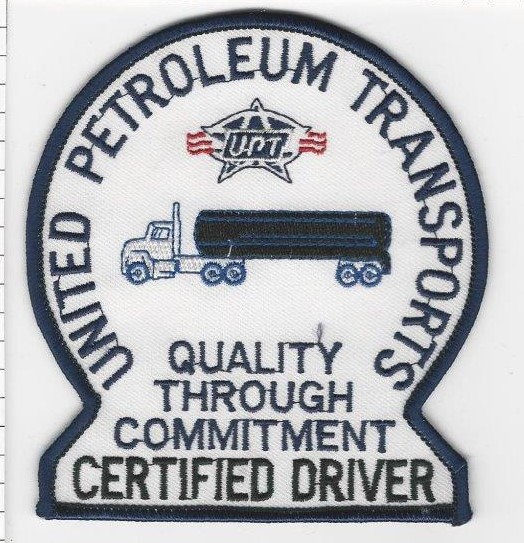 UNITED PETROLEUM TRANSPORTS
UPT
QUALITY
THROUGH
COMMITMENT
CERTIFIED DRIVER